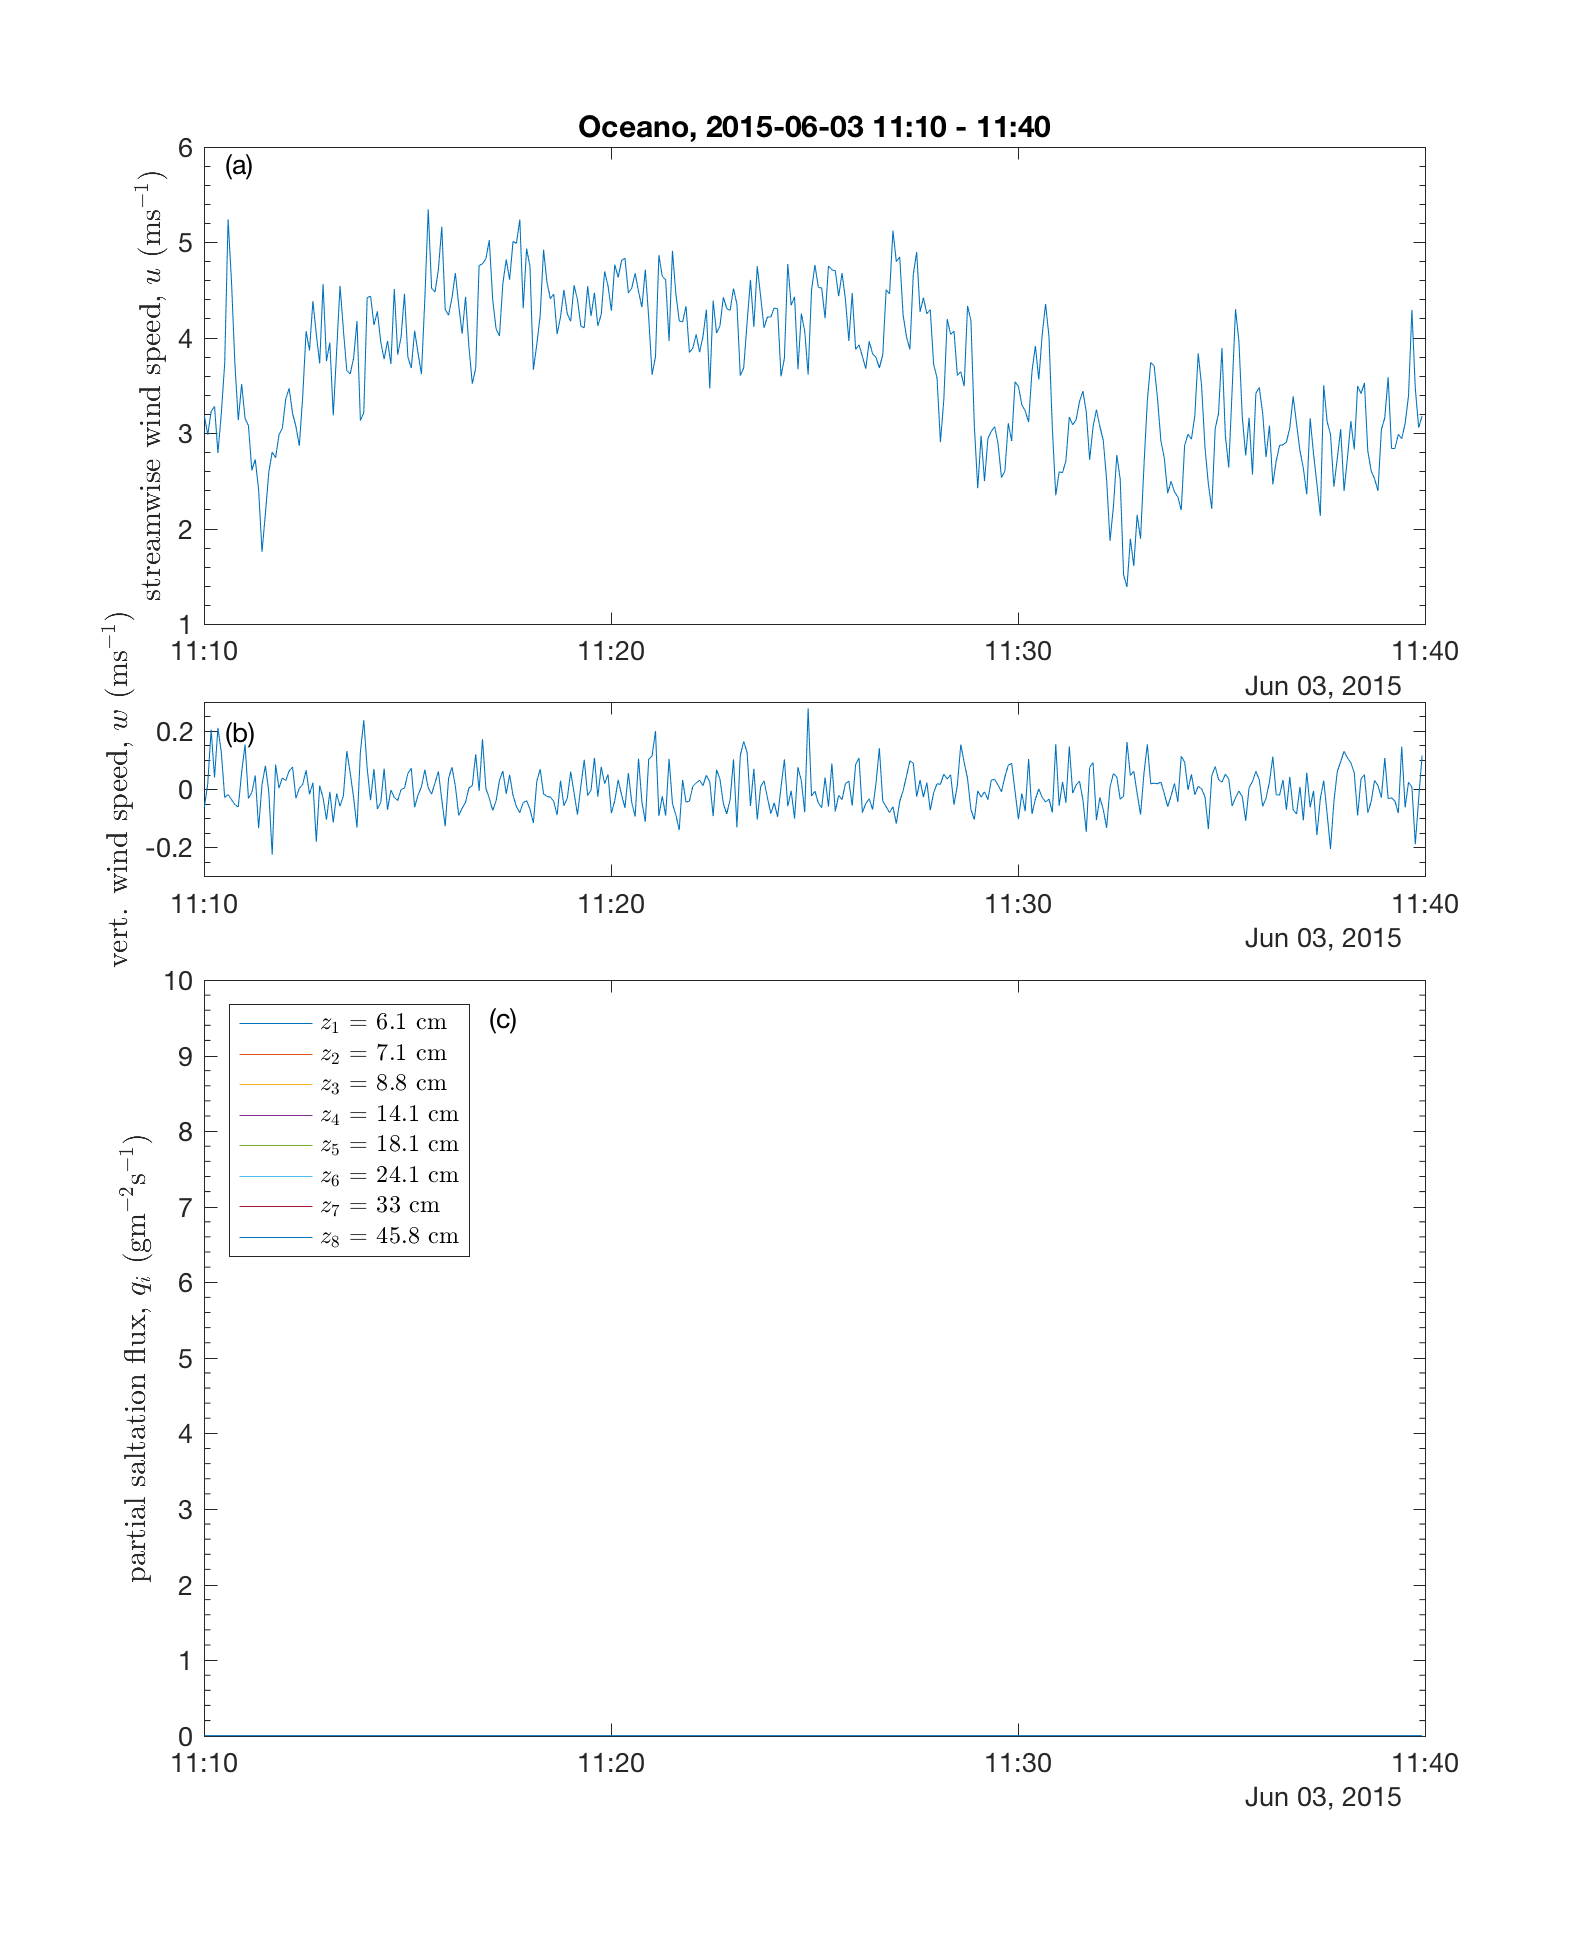 Oceano, 2015-06-03 11:10 - 11:40
(a)
streamwise wind speed, u (ms⁻¹)
6
5
4
3
2
1
11:10 11:20 11:30 11:40
Jun 03, 2015
(b)
vert. wind speed, w (ms⁻¹)
0.2
0
-0.2
11:10 11:20 11:30 11:40
Jun 03, 2015
(c)
partial saltation flux, qᵢ (gm⁻²s⁻¹)
10
9
8
7
6
5
4
3
2
1
0
z₁ = 6.1 cm
z₂ = 7.1 cm
z₃ = 8.8 cm
z₄ = 14.1 cm
z₅ = 18.1 cm
z₆ = 24.1 cm
z₇ = 33 cm
z₈ = 45.8 cm
11:10 11:20 11:30 11:40
Jun 03, 2015